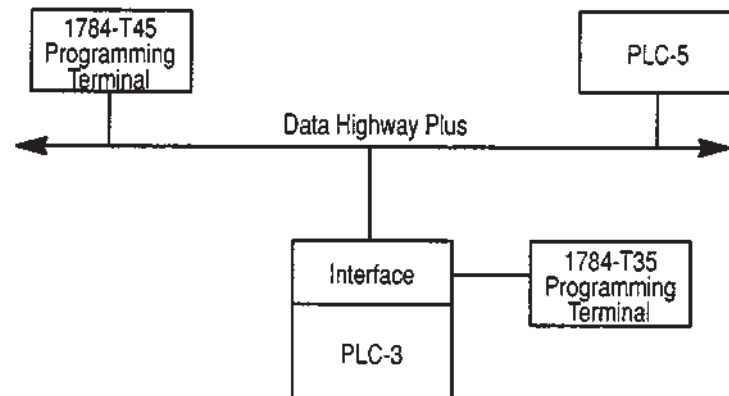 1784-T45
Programming
Terminal
PLC-5
Data Highway Plus
Interface
1784-T35
Programming
Terminal
PLC-3